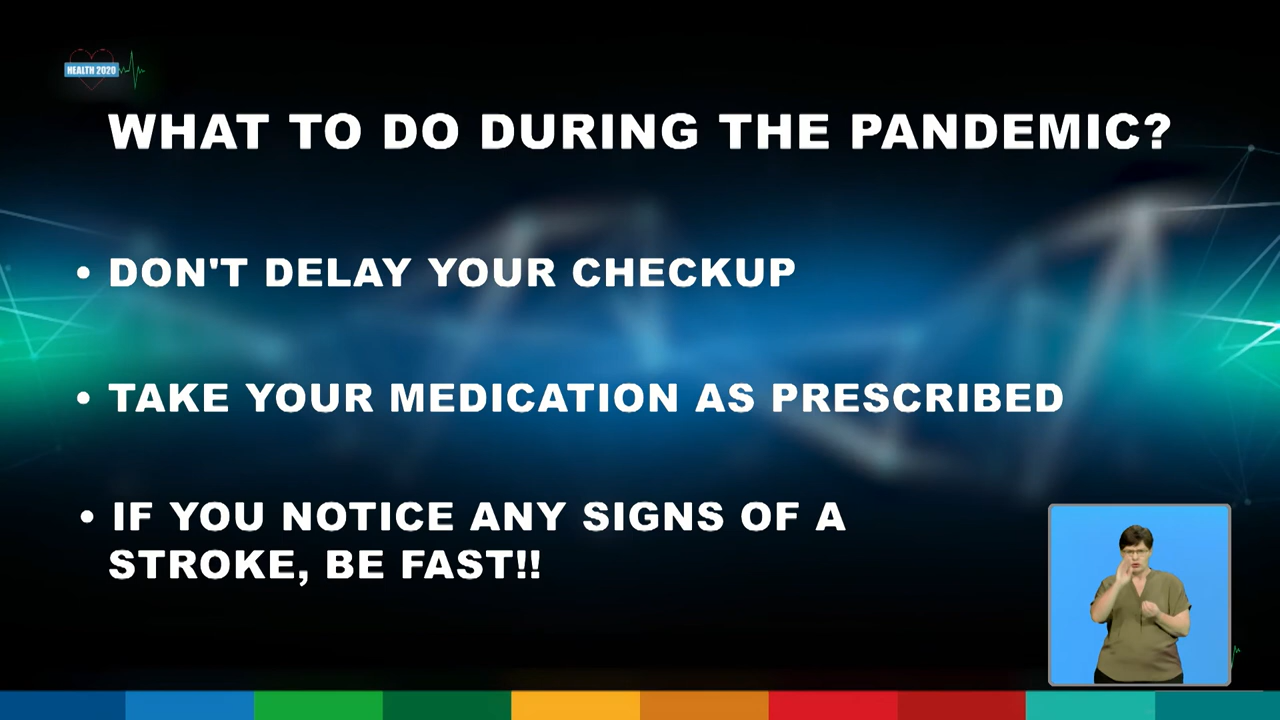 HEALTH 2020
WHAT TO DO DURING THE PANDEMIC?
• DON'T DELAY YOUR CHECKUP
• TAKE YOUR MEDICATION AS PRESCRIBED
• IF YOU NOTICE ANY SIGNS OF A
STROKE, BE FAST!!